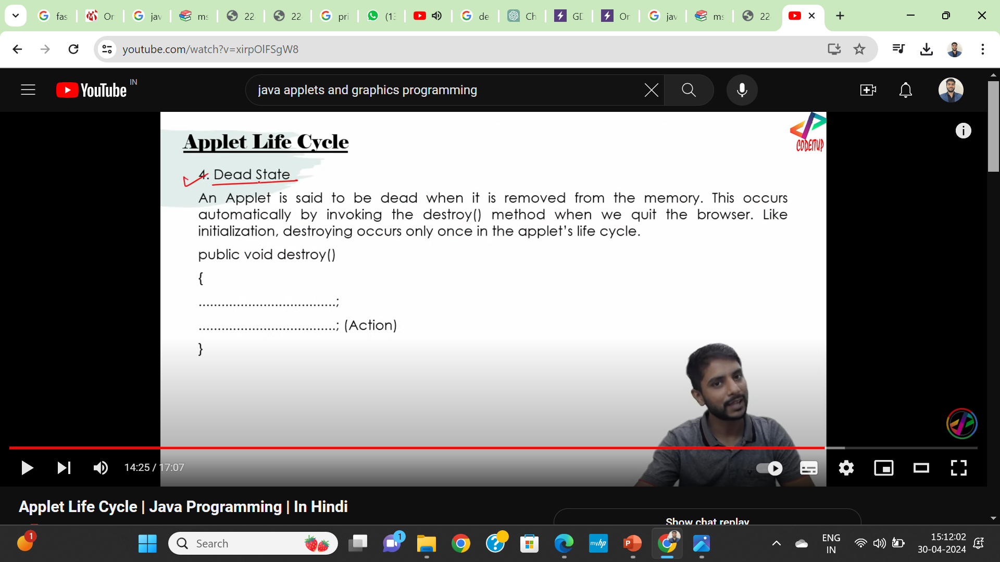 fas
Or
jav
ms
22
22
pri
(13
de
Ch
GD
Or
jav
ms
22
youtube.com/watch?v=xirpOlFSgW8
YouTube IN
java applets and graphics programming
Applet Life Cycle
CODEITUP
4. Dead State
An Applet is said to be dead when it is removed from the memory. This occurs
automatically by invoking the destroy() method when we quit the browser. Like
initialization, destroying occurs only once in the applet’s life cycle.
public void destroy()
{
....................................;
....................................; (Action)
}
14:25 / 17:07
Applet Life Cycle | Java Programming | In Hindi
Show chat replay
1
Search
1
?
myhp
P
ENG
IN
15:12:02
30-04-2024